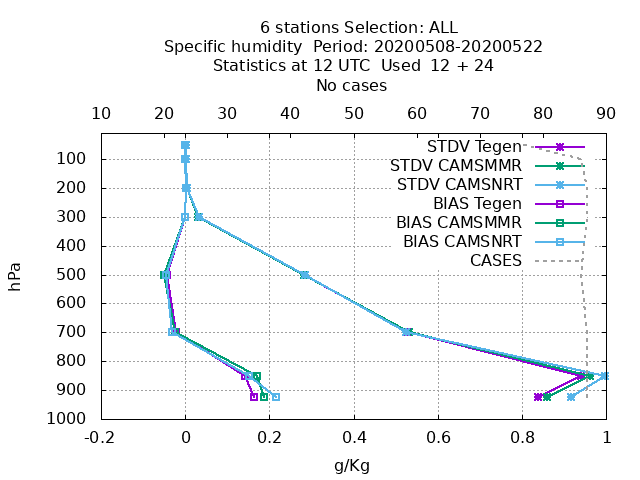 6 stations Selection: ALL
Specific humidity  Period: 20200508-20200522
Statistics at 12 UTC  Used  12 + 24
No cases
10 20 30 40 50 60 70 80 90
STDV Tegen
STDV CAMSMMR
STDV CAMSNRT
BIAS Tegen
BIAS CAMSMMR
BIAS CAMSNRT
CASES
hPa
100
200
300
400
500
600
700
800
900
1000
-0.2 0 0.2 0.4 0.6 0.8 1
g/Kg